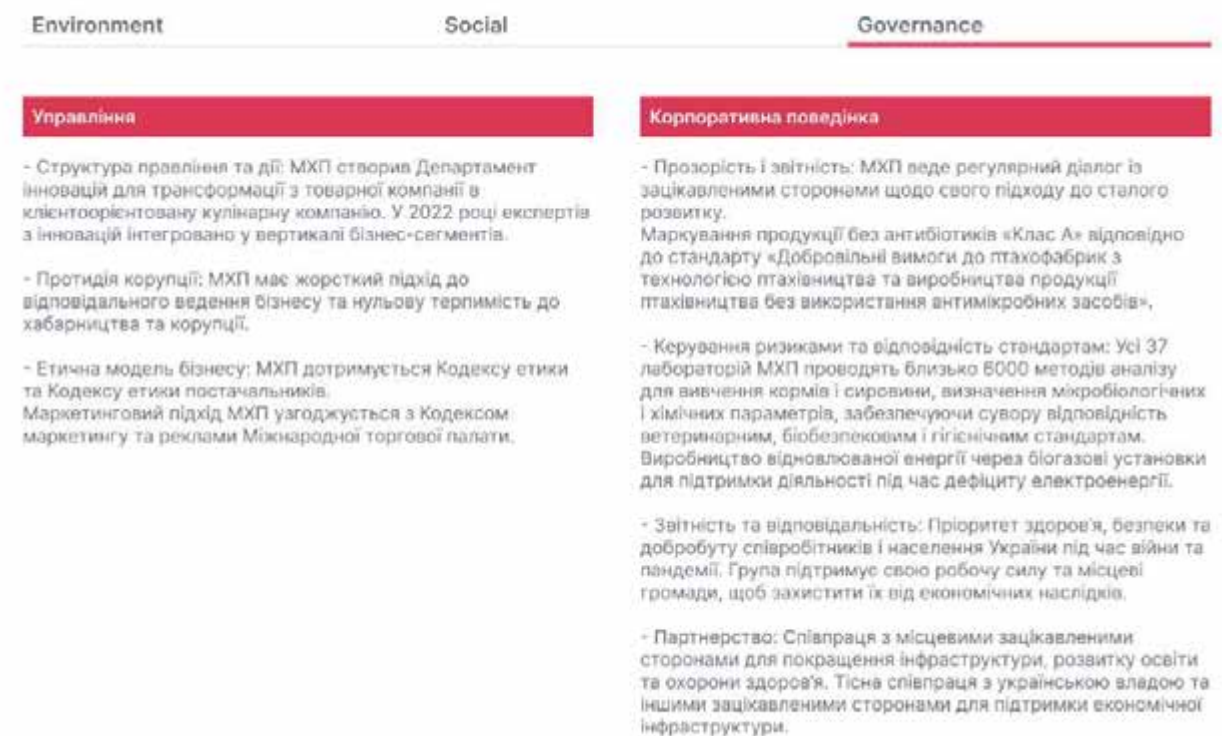 Environment
Social
Governance
Управління
- Структура правління та дії: МХП створив Департамент
інновацій для трансформації з товарної компанії в
клієнтоорієнтовану кулінарну компанію. У 2022 році експертів
з інновацій інтегровано у вертикалі бізнес-сегментів.
- Протидія корупції: МХП має жорсткий підхід до
відповідального ведення бізнесу та нульову терпимість до
хабарництва та корупції.
- Етична модель бізнесу: МХП дотримується Кодексу етики
та Кодексу етики постачальників.
Маркетинговий підхід МХП узгоджується з Кодексом
маркетингу та реклами Міжнародної торгової палати.
Корпоративна поведінка
- Прозорість і звітність: МХП веде регулярний діалог із
зацікавленими сторонами щодо свого підходу до сталого
розвитку.
Маркування продукції без антибіотиків «Клас А» відповідно
до стандарту «Добровільні вимоги до птахофабрик з
технологією птахівництва та виробництва продукції
птахівництва без використання антимікробних засобів».
- Керування ризиками та відповідність стандартам: Усі 37
лабораторій МХП проводять близько 6000 методів аналізу
для вивчення кормів і сировини, визначення мікробіологічних
і хімічних параметрів, забезпечуючи сувору відповідність
ветеринарним, біобезпековим і гігієнічним стандартам.
Виробництво відновлюваної енергії через біогазові установки
для підтримки діяльності під час дефіциту електроенергії.
- Звітність та відповідальність: Пріоритет здоров'я, безпеки та
добробуту співробітників і населення України під час війни та
пандемії. Група підтримує свою робочу силу та місцеві
громади, щоб захистити їх від економічних наслідків.
- Партнерство: Співпраця з місцевими зацікавленими
сторонами для покращення інфраструктури, розвитку освіти
та охорони здоров'я. Тісна співпраця з українською владою та
іншими зацікавленими сторонами для підтримки економічної
інфраструктури.